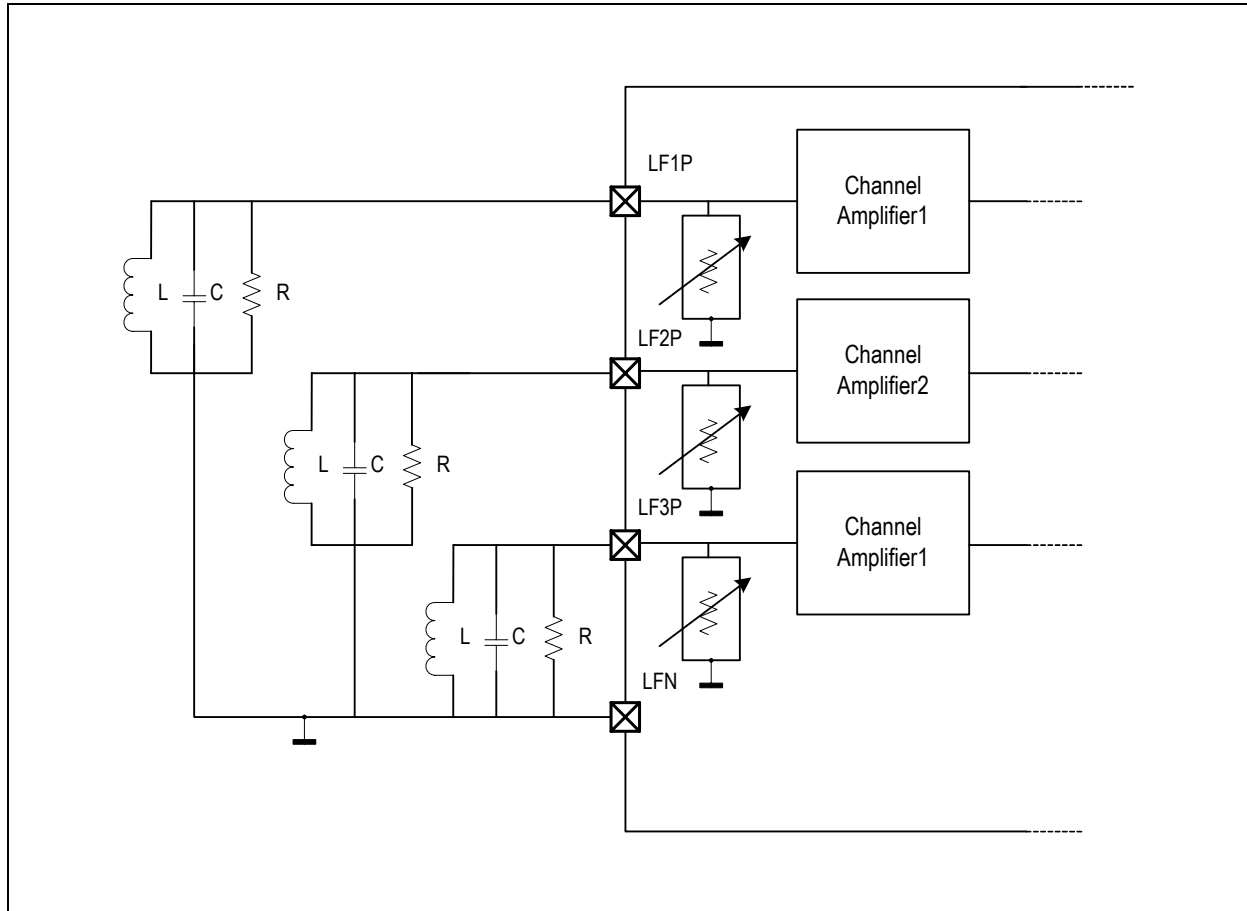 LF1P
Channel
Amplifier1
L C R
LF2P
Channel
Amplifier2
L C R
LF3P
Channel
Amplifier1
L C R
LFN